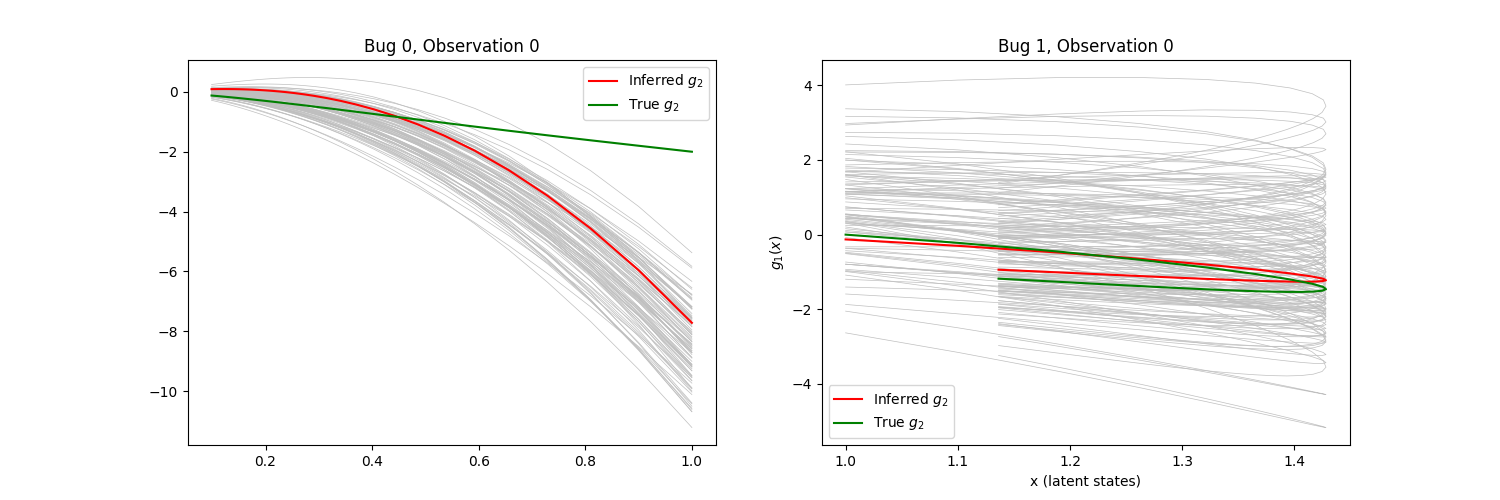 Bug 0, Observation 0
Inferred g₂
True g₂
0
−2
−4
−6
−8
−10
0.2 0.4 0.6 0.8 1.0
Bug 1, Observation 0
g₁(x)
4
2
0
−2
−4
Inferred g₂
True g₂
1.0 1.1 1.2 1.3 1.4
x (latent states)